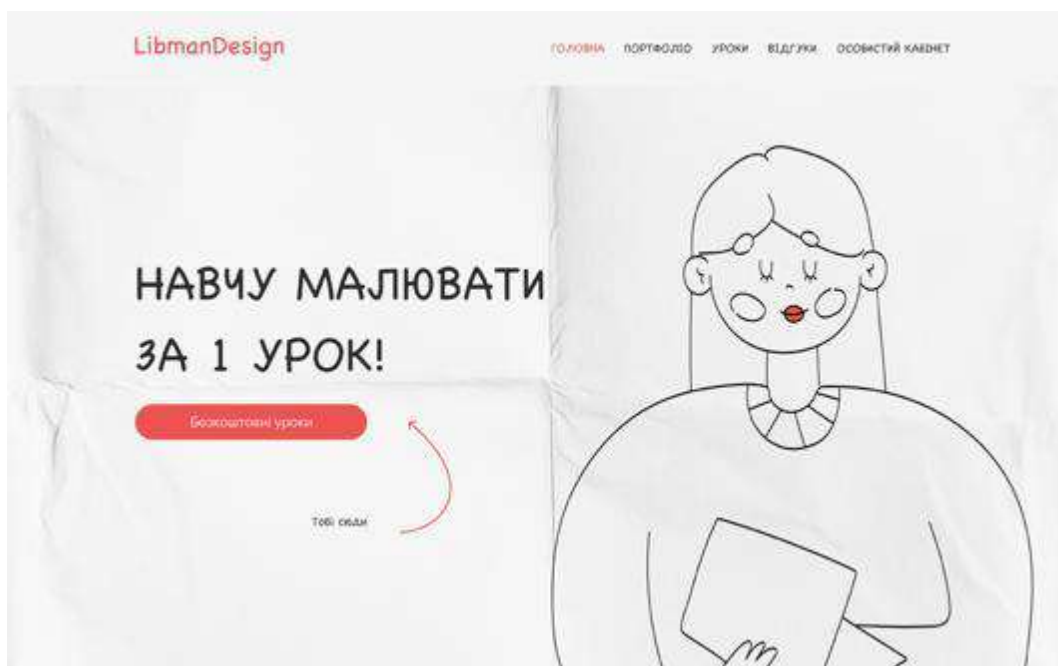 LibmanDesign
ГОЛОВНА ПОРТФОЛІО УРОКИ ВІДГУКИ ОСОБИСТИЙ КАБІНЕТ
НАВЧУ МАЛЮВАТИ
ЗА 1 УРОК!
Безкоштовні уроки
Тобі сюди